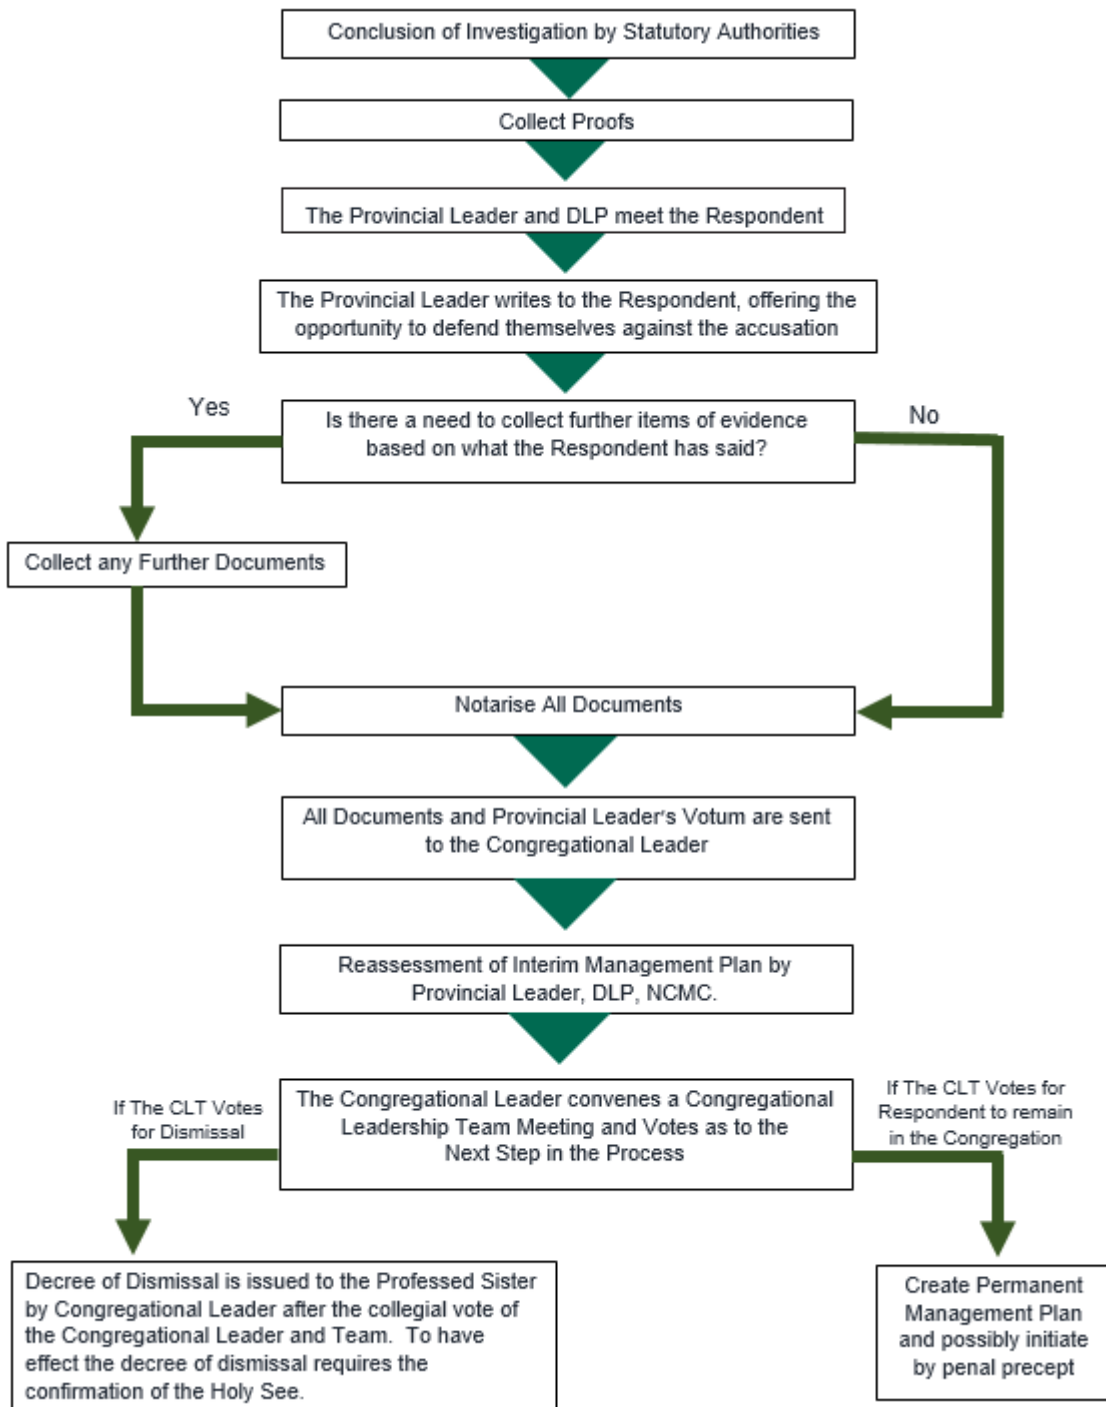 Conclusion of Investigation by Statutory Authorities
Collect Proofs
The Provincial Leader and DLP meet the Respondent
The Provincial Leader writes to the Respondent, offering the
opportunity to defend themselves against the accusation
Yes
Is there a need to collect further items of evidence
based on what the Respondent has said?
No
Collect any Further Documents
Notarise All Documents
All Documents and Provincial Leader's Votum are sent
to the Congregational Leader
Reassessment of Interim Management Plan by
Provincial Leader, DLP, NCMC.
If The CLT Votes
for Dismissal
The Congregational Leader convenes a Congregational
Leadership Team Meeting and Votes as to the
Next Step in the Process
If The CLT Votes for
Respondent to remain
in the Congregation
Decree of Dismissal is issued to the Professed Sister
by Congregational Leader after the collegial vote of
the Congregational Leader and Team. To have
effect the decree of dismissal requires the
confirmation of the Holy See.
Create Permanent
Management Plan
and possibly initiate
by penal precept